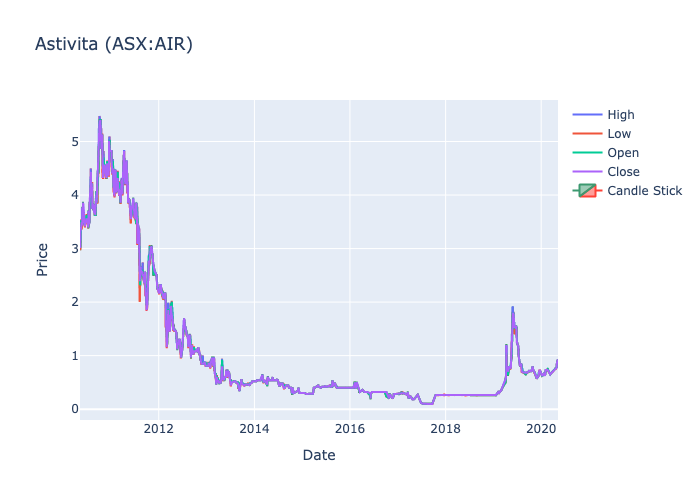 Astivita (ASX:AIR)
High
Low
Open
Close
Candle Stick
5
4
3
2
1
0
Price
2012
2014
2016
2018
2020
Date